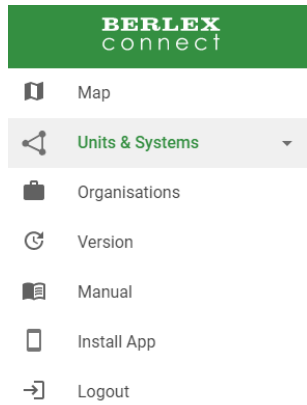 BERLEX
connect
Map
Units & Systems
Organisations
Version
Manual
Install App
Logout